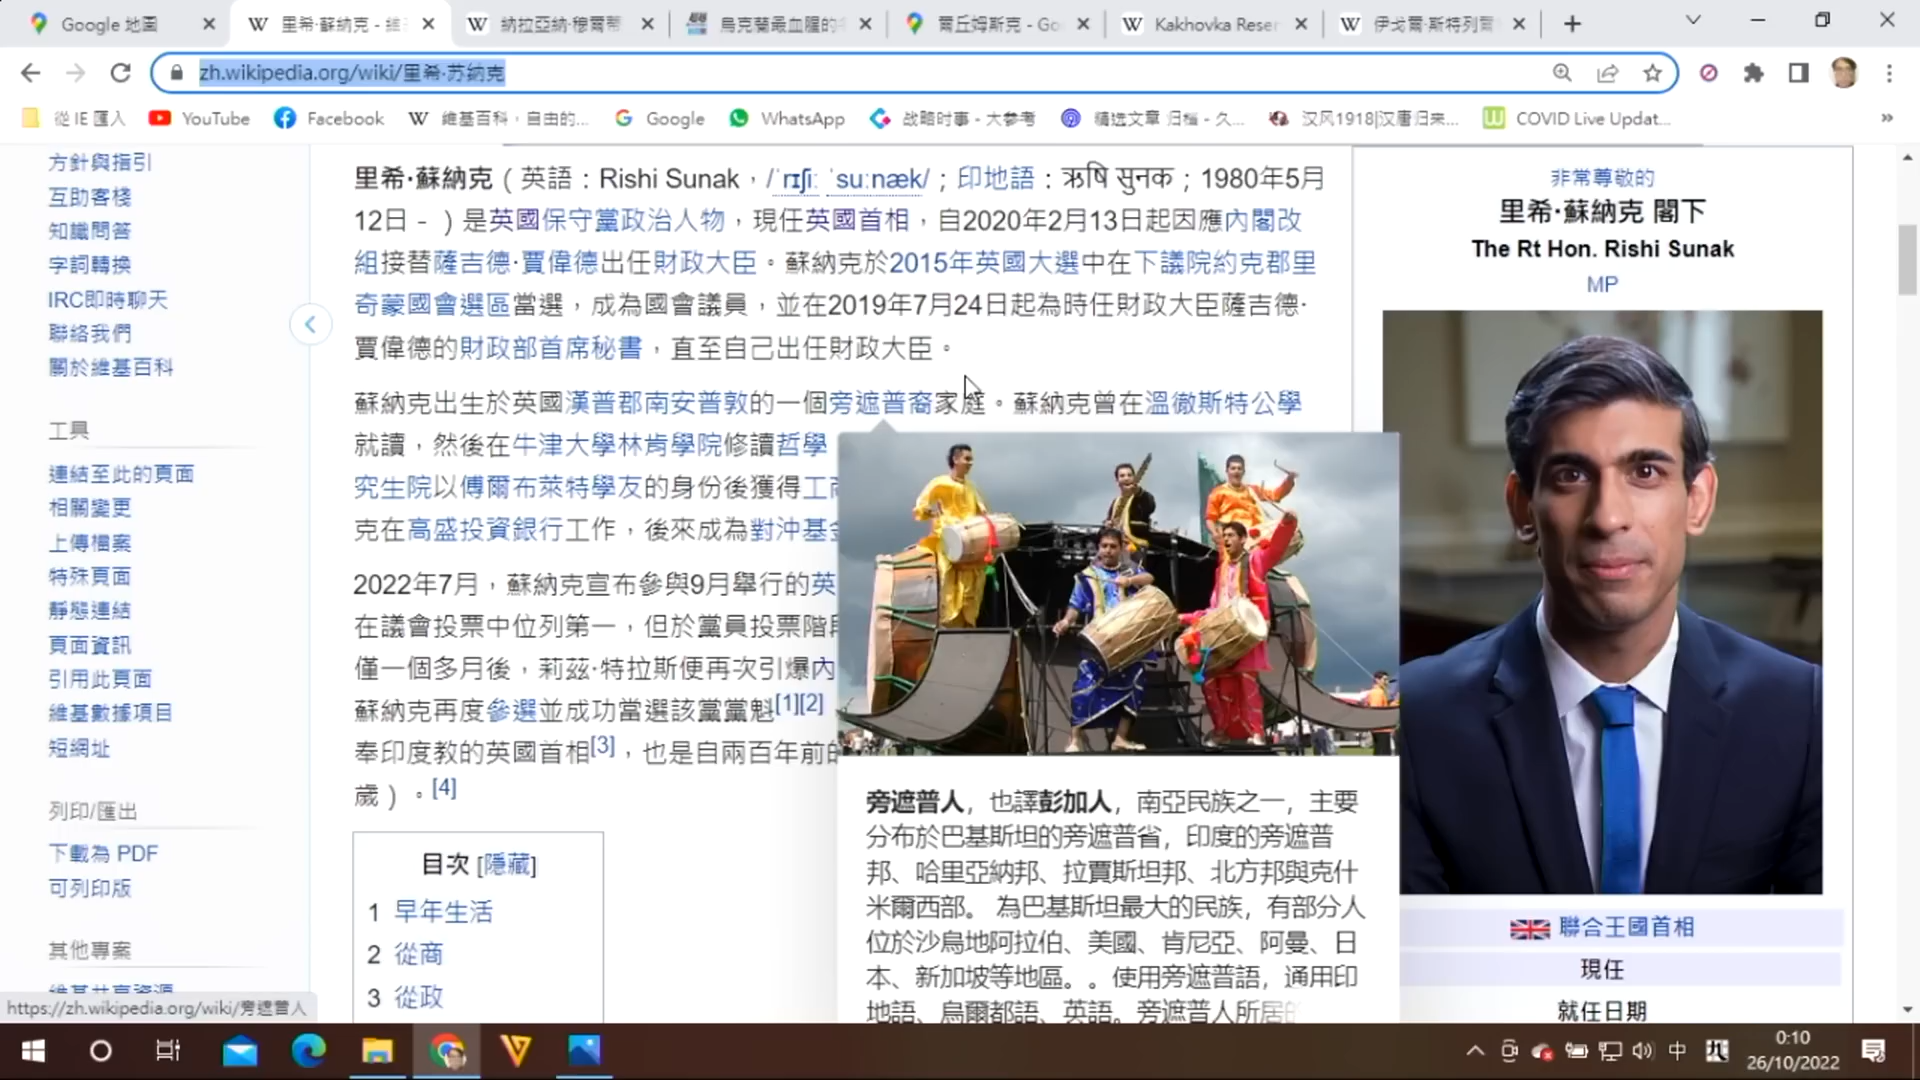 Google 地圖
里希·蘇納克 - 維
納拉亞納·穆爾蒂
烏克蘭最血腥的
爾丘姆斯克 - Go
Kakhovka Reser
伊戈爾·斯特列爾
zh.wikipedia.org/wiki/里希·苏納克
從 IE 匯入
YouTube
Facebook
維基百科，自由的...
Google
WhatsApp
战略时事 - 大参考
精选文章 归档 - 久...
汉风1918|汉唐归来...
COVID Live Updat...
»
方針與指引
互助客棧
知識問答
字詞轉換
IRC即時聊天
聯絡我們
關於維基百科
工具
連結至此的頁面
相關變更
上傳檔案
特殊頁面
靜態連結
頁面資訊
引用此頁面
維基數據項目
短網址
列印/匯出
下載為 PDF
可列印版
其他專案
維基共享資源
https://zh.wikipedia.org/wiki/旁遮普人
里希·蘇納克（英語：Rishi Sunak，/ˈrɪʃiː ˈsuːnæk/；印地語：ऋषि सुनक；1980年5月
12日－）是英國保守黨政治人物，現任英國首相，自2020年2月13日起因應內閣改
組接替薩吉德·賈偉德出任財政大臣。蘇納克於2015年英國大選中在下議院約克郡里
奇蒙國會選區當選，成為國會議員，並在2019年7月24日起為時任財政大臣薩吉德·
賈偉德的財政部首席秘書，直至自己出任財政大臣。
蘇納克出生於英國漢普郡南安普敦的一個旁遮普裔家庭。蘇納克曾在溫徹斯特公學
就讀，然後在牛津大學林肯學院修讀哲學
究生院以傅爾布萊特學友的身份後獲得工商
克在高盛投資銀行工作，後來成為對沖基金
2022年7月，蘇納克宣布參與9月舉行的英
在議會投票中位列第一，但於黨員投票階段
僅一個多月後，莉茲·特拉斯便再次引爆內
蘇納克再度參選並成功當選該黨黨魁[1][2]
奉印度教的英國首相[3]，也是自兩百年前的
歲）。[4]
目次 [隱藏]
1 早年生活
2 從商
3 從政
旁遮普人，也譯彭加人，南亞民族之一，主要
分布於巴基斯坦的旁遮普省，印度的旁遮普
邦、哈里亞納邦、拉賈斯坦邦、北方邦與克什
米爾西部。 為巴基斯坦最大的民族，有部分人
位於沙烏地阿拉伯、美國、肯尼亞、阿曼、日
本、新加坡等地區。。使用旁遮普語，通用印
地語、烏爾都語、英語。旁遮普人所居的
非常尊敬的
里希·蘇納克 閣下
The Rt Hon. Rishi Sunak
MP
聯合王國首相
現任
就任日期
中
0:10
26/10/2022